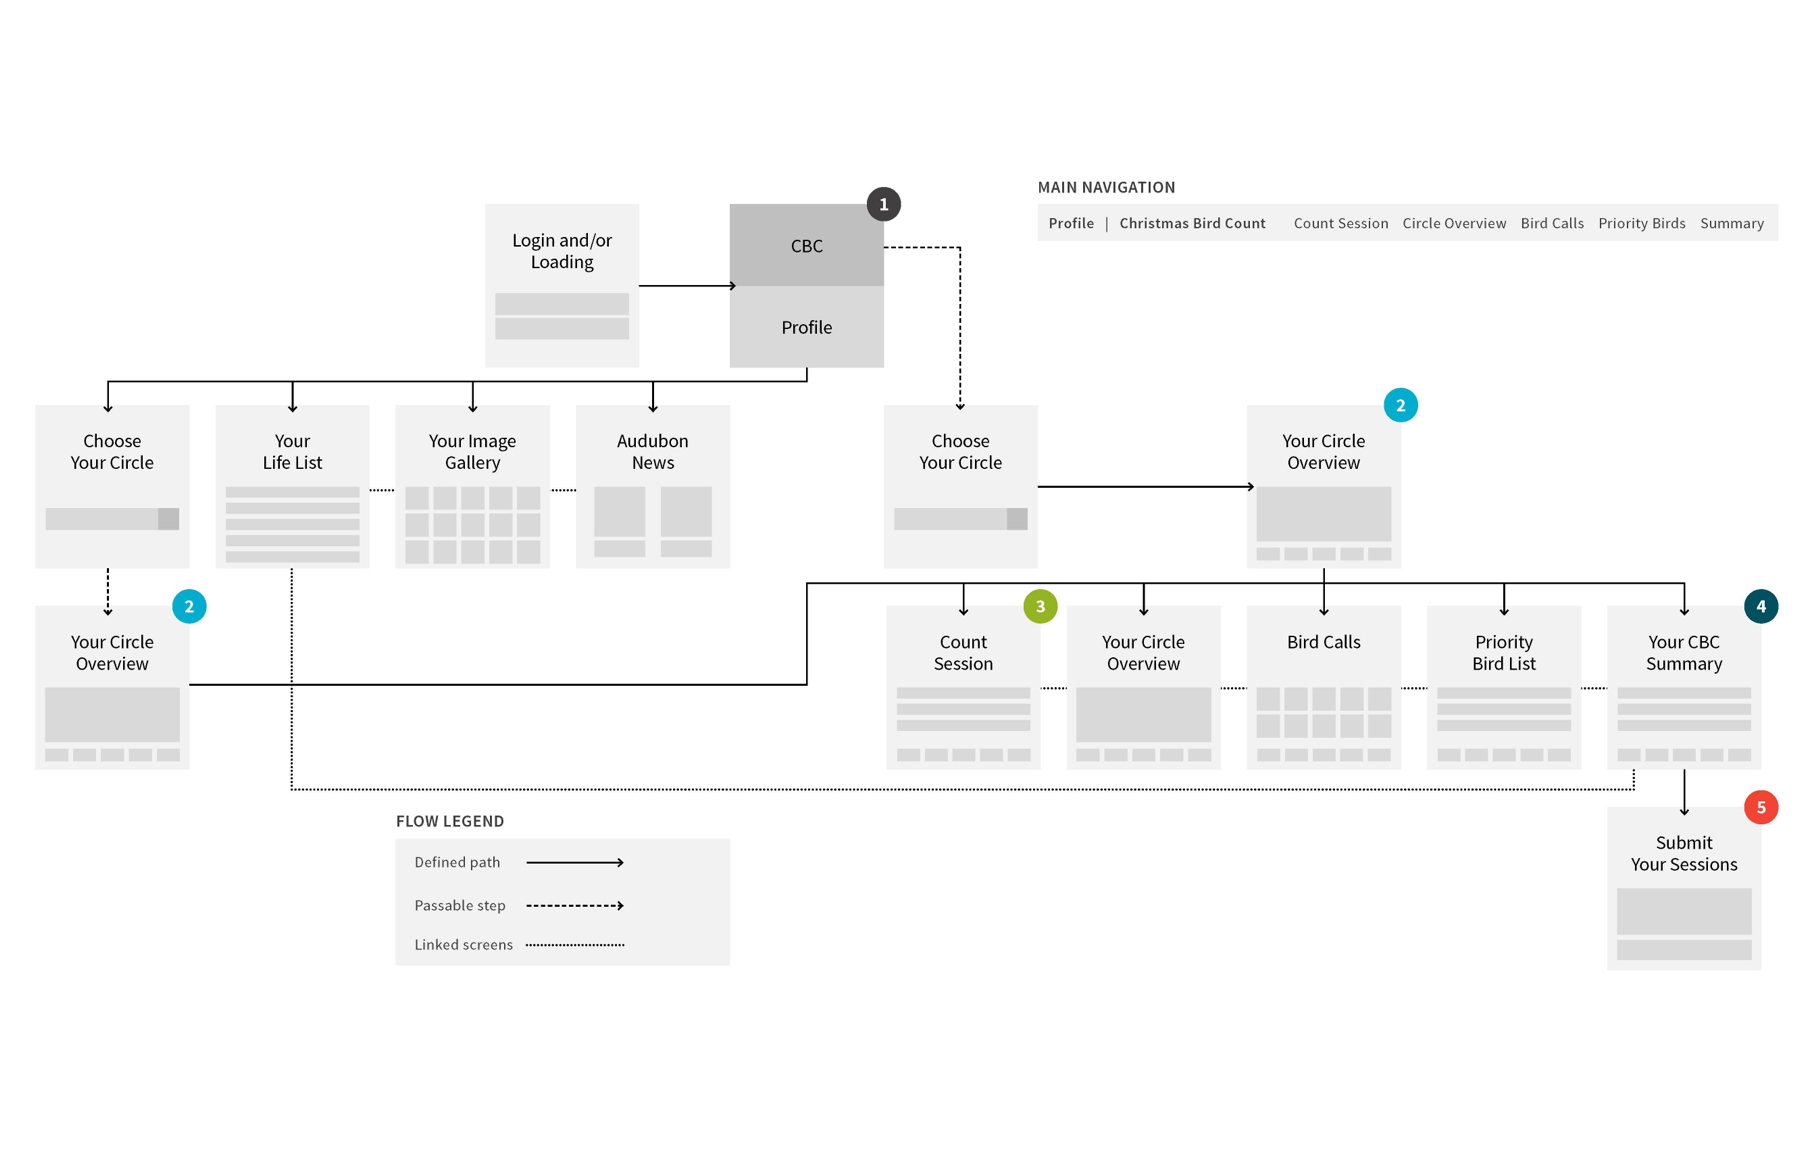 MAIN NAVIGATION
Profile | Christmas Bird Count Count Session Circle Overview Bird Calls Priority Birds Summary
1
Login and/or
Loading
CBC
Profile
Choose
Your Circle
Your
Life List
Your Image
Gallery
Audubon
News
Choose
Your Circle
2
Your Circle
Overview
2
Your Circle
Overview
3
Count
Session
Your Circle
Overview
Bird Calls
Priority
Bird List
4
Your CBC
Summary
5
Submit
Your Sessions
FLOW LEGEND
Defined path
Passable step
Linked screens